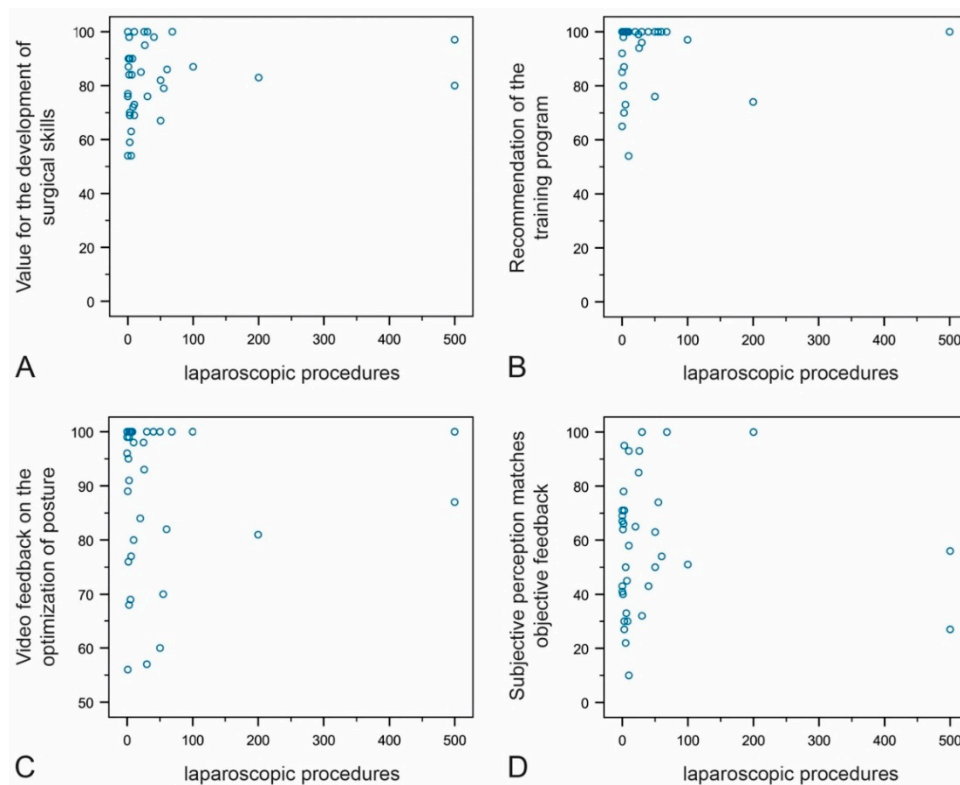 Value for the development of
surgical skills
100
80
60
40
20
0
0 100 200 300 400 500
A
laparoscopic procedures
Recommendation of the
training program
100
80
60
40
20
0
0 100 200 300 400 500
B
laparoscopic procedures
Video feedback on the
optimization of posture
100
90
80
70
60
50
0 100 200 300 400 500
C
laparoscopic procedures
Subjective perception matches
objective feedback
100
80
60
40
20
0
0 100 200 300 400 500
D
laparoscopic procedures